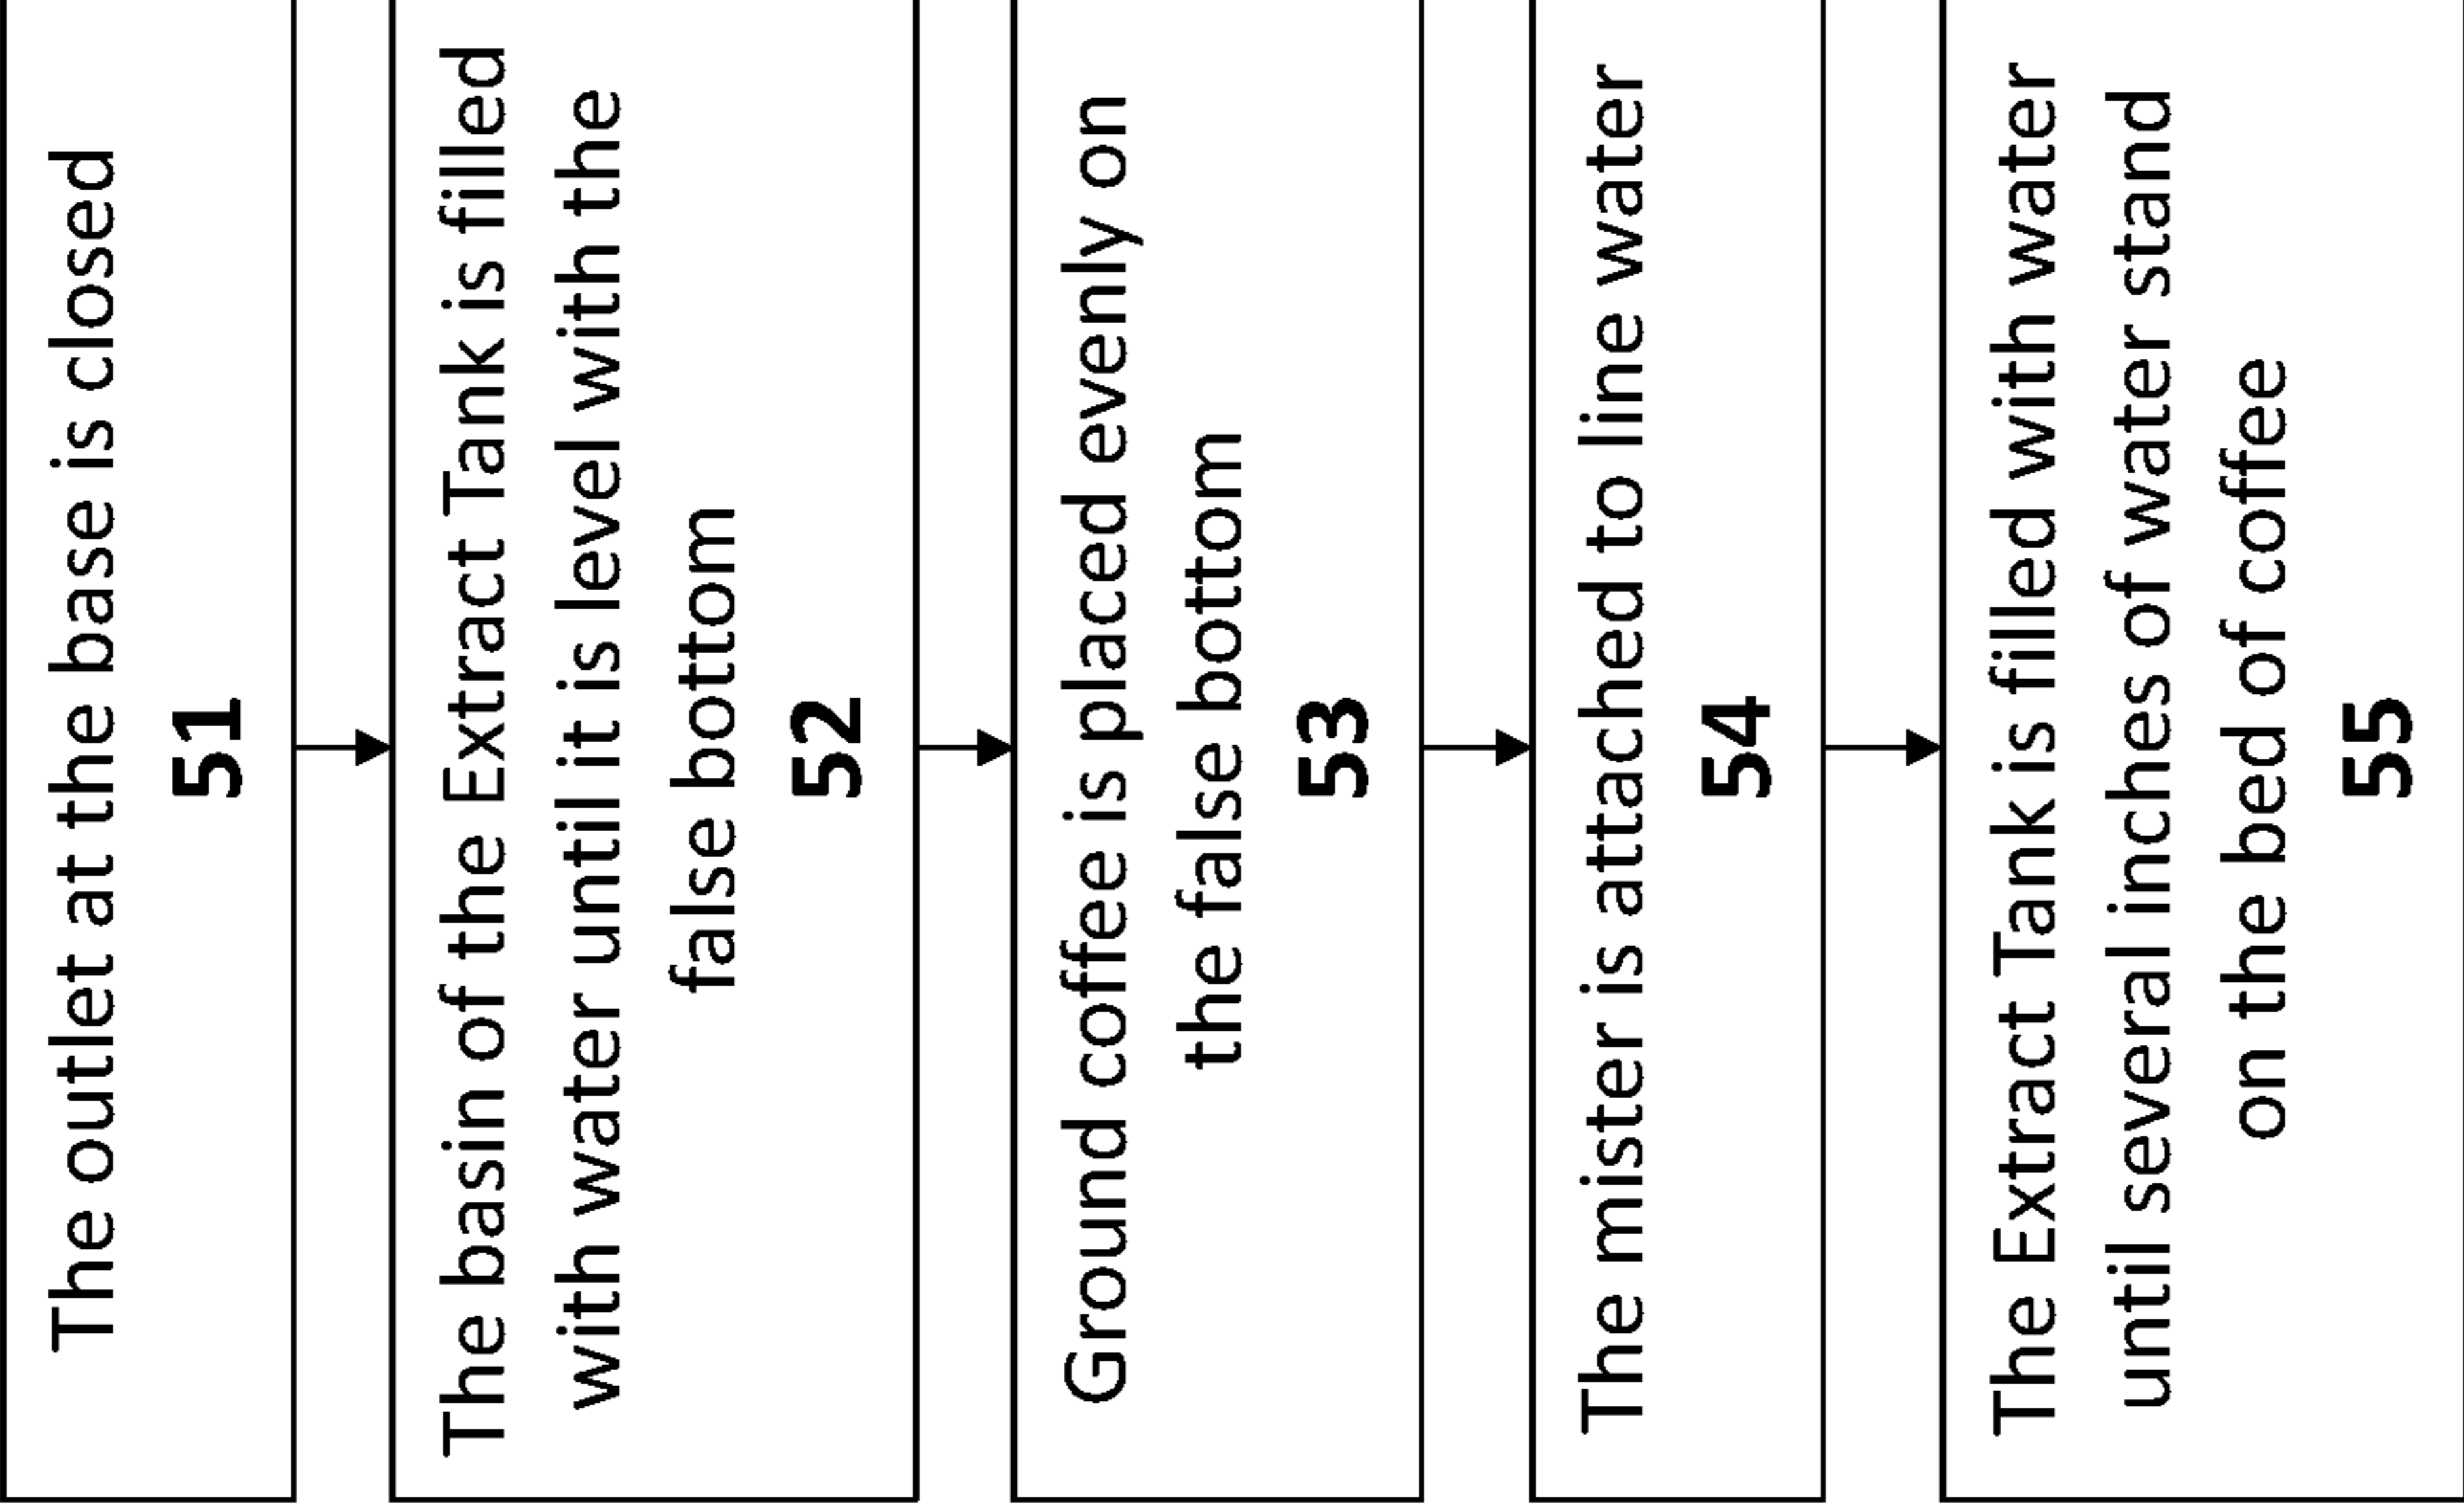 The outlet at the base is closed
51
The basin of the Extract Tank is filled
with water until it is level with the
false bottom
52
Ground coffee is placed evenly on
the false bottom
53
The mister is attached to line water
54
The Extract Tank is filled with water
until several inches of water stand
on the bed of coffee
55